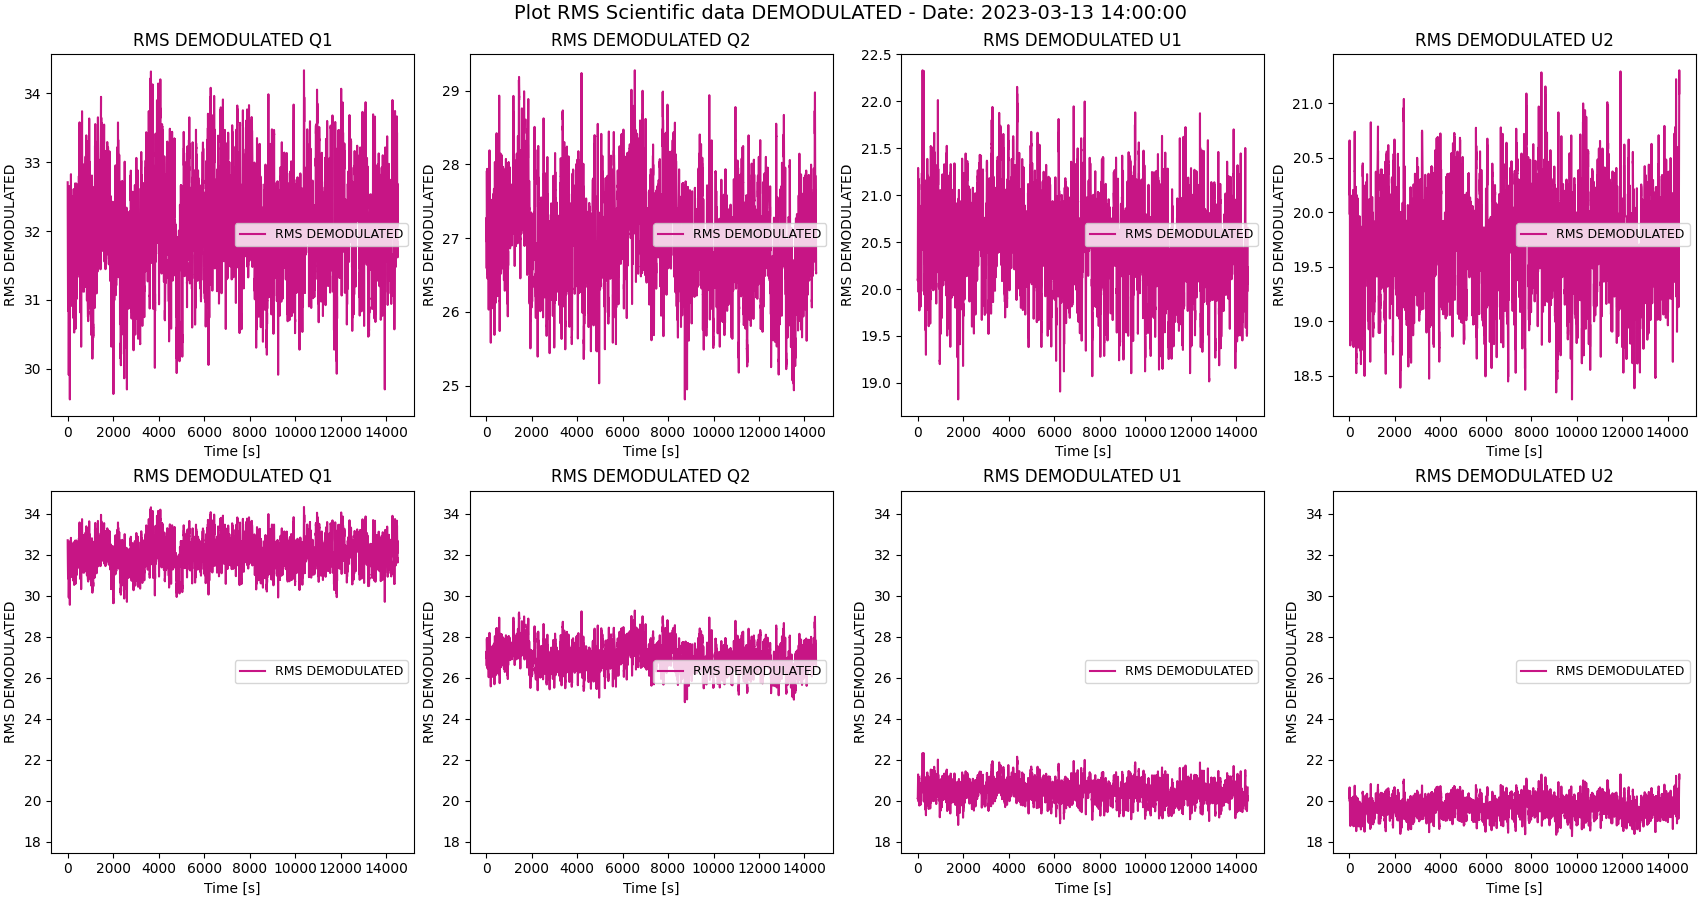 Plot RMS Scientific data DEMODULATED - Date: 2023-03-13 14:00:00
RMS DEMODULATED Q1
RMS DEMODULATED
34
33
32
31
30
RMS DEMODULATED
0 2000 4000 6000 8000 10000 12000 14000
Time [s]
RMS DEMODULATED Q2
RMS DEMODULATED
29
28
27
26
25
RMS DEMODULATED
0 2000 4000 6000 8000 10000 12000 14000
Time [s]
RMS DEMODULATED U1
RMS DEMODULATED
22.5
22.0
21.5
21.0
20.5
20.0
19.5
19.0
RMS DEMODULATED
0 2000 4000 6000 8000 10000 12000 14000
Time [s]
RMS DEMODULATED U2
RMS DEMODULATED
21.0
20.5
20.0
19.5
19.0
18.5
RMS DEMODULATED
0 2000 4000 6000 8000 10000 12000 14000
Time [s]
RMS DEMODULATED Q1
RMS DEMODULATED
34
32
30
28
26
24
22
20
18
RMS DEMODULATED
0 2000 4000 6000 8000 10000 12000 14000
Time [s]
RMS DEMODULATED Q2
RMS DEMODULATED
34
32
30
28
26
24
22
20
18
RMS DEMODULATED
0 2000 4000 6000 8000 10000 12000 14000
Time [s]
RMS DEMODULATED U1
RMS DEMODULATED
34
32
30
28
26
24
22
20
18
RMS DEMODULATED
0 2000 4000 6000 8000 10000 12000 14000
Time [s]
RMS DEMODULATED U2
RMS DEMODULATED
34
32
30
28
26
24
22
20
18
RMS DEMODULATED
0 2000 4000 6000 8000 10000 12000 14000
Time [s]